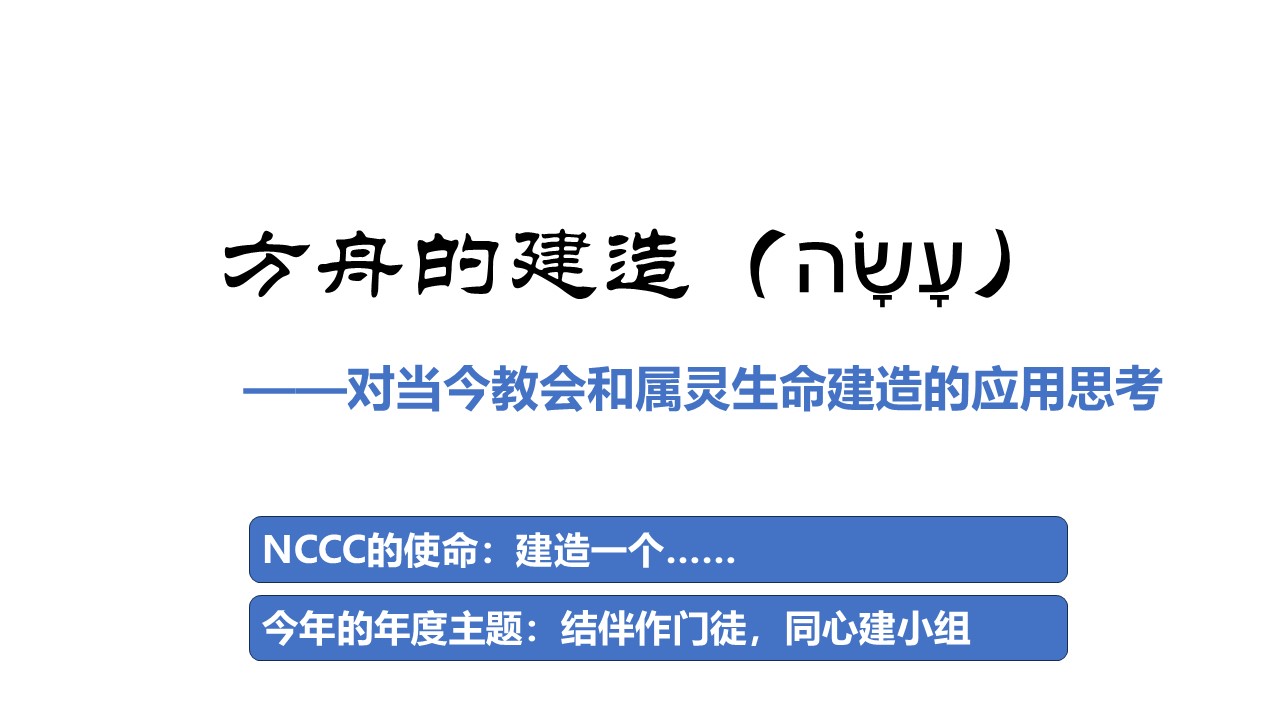 方舟的建造（עָשָׂה）
——对当今教会和属灵生命建造的应用思考
NCCC的使命：建造一个……
今年的年度主题：结伴作门徒，同心建小组